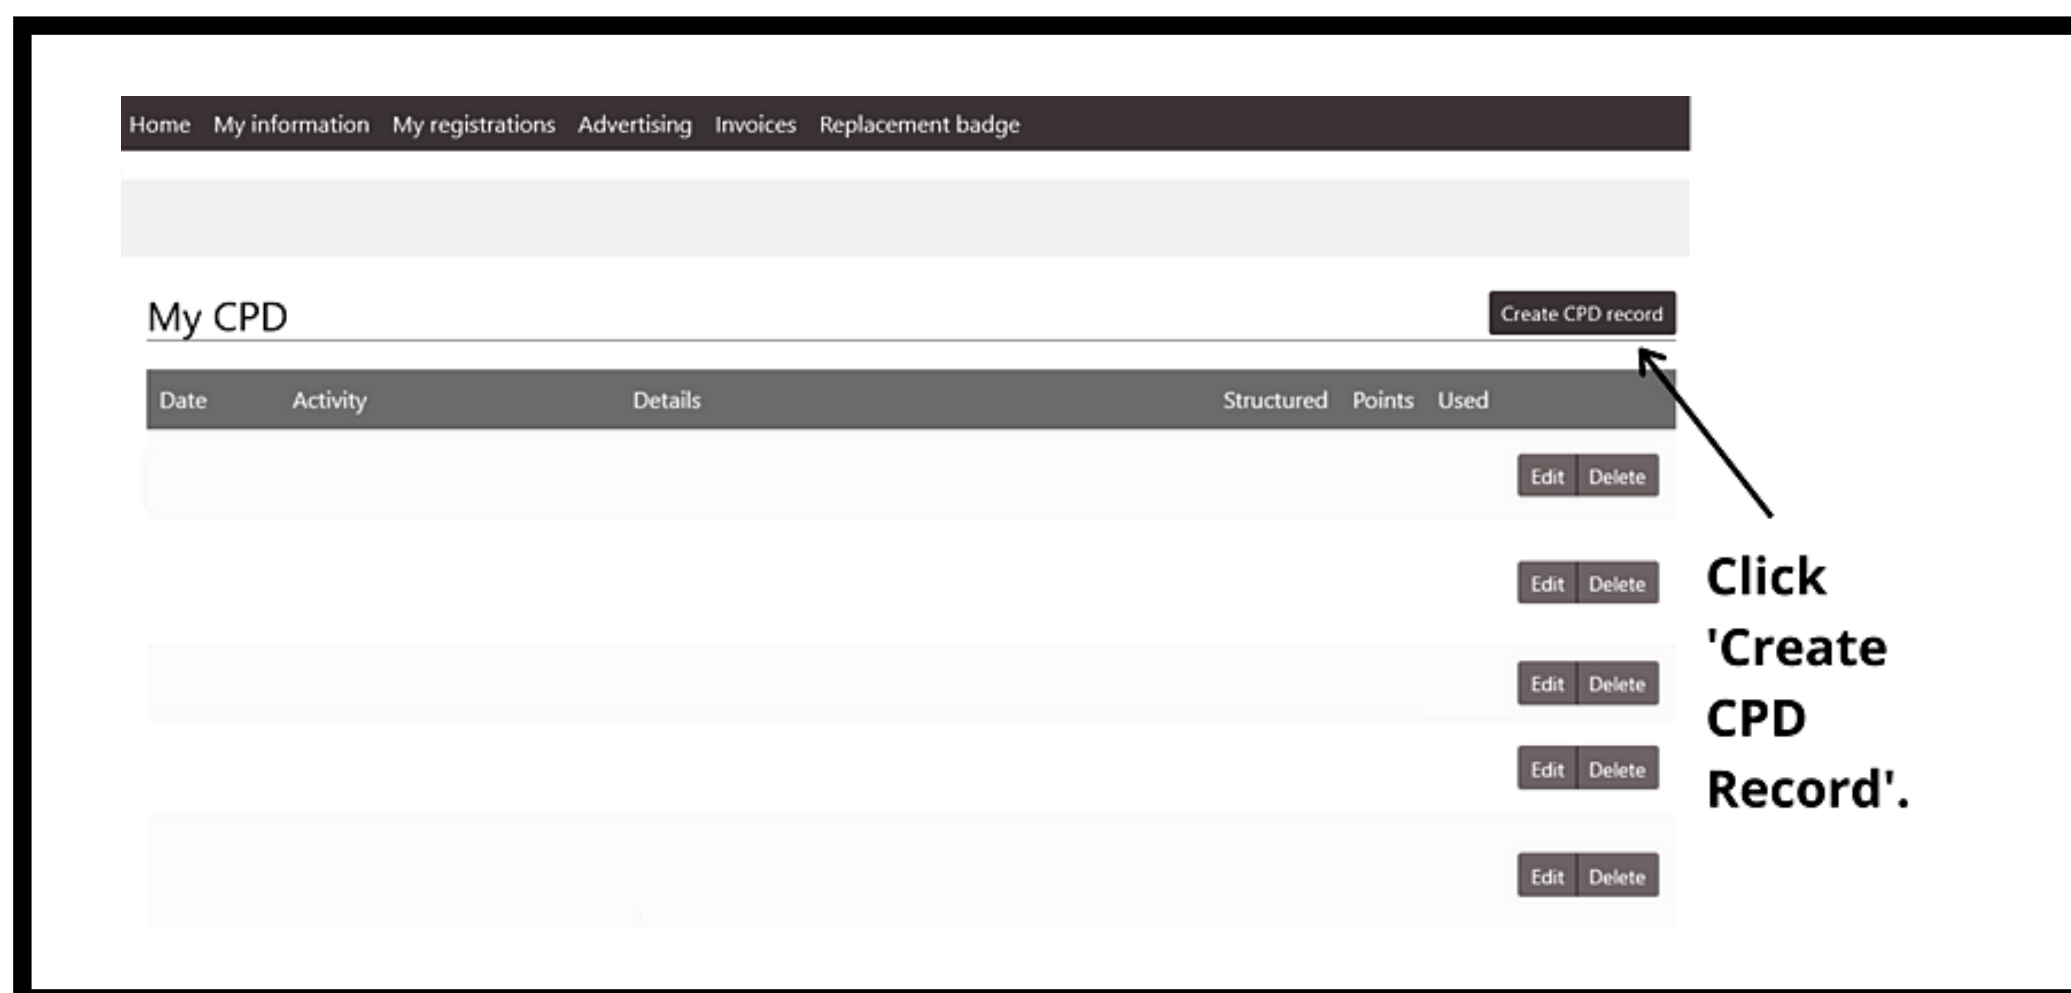 Home My information My registrations Advertising Invoices Replacement badge
My CPD
Create CPD record
Date Activity Details Structured Points Used
Edit Delete
Edit Delete
Edit Delete
Edit Delete
Edit Delete
Click
'Create
CPD
Record'.